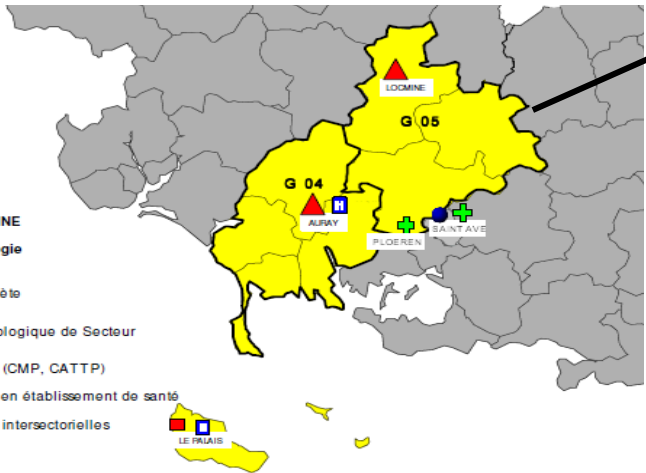 LOCMINE
G 05
G 04
H
AURAY
PLOEREN
SAINT AVE
NE
gie
ète
ologique de Secteur
(CMP, CATTP)
en établissement de santé
intersectorielles
LE PALAIS